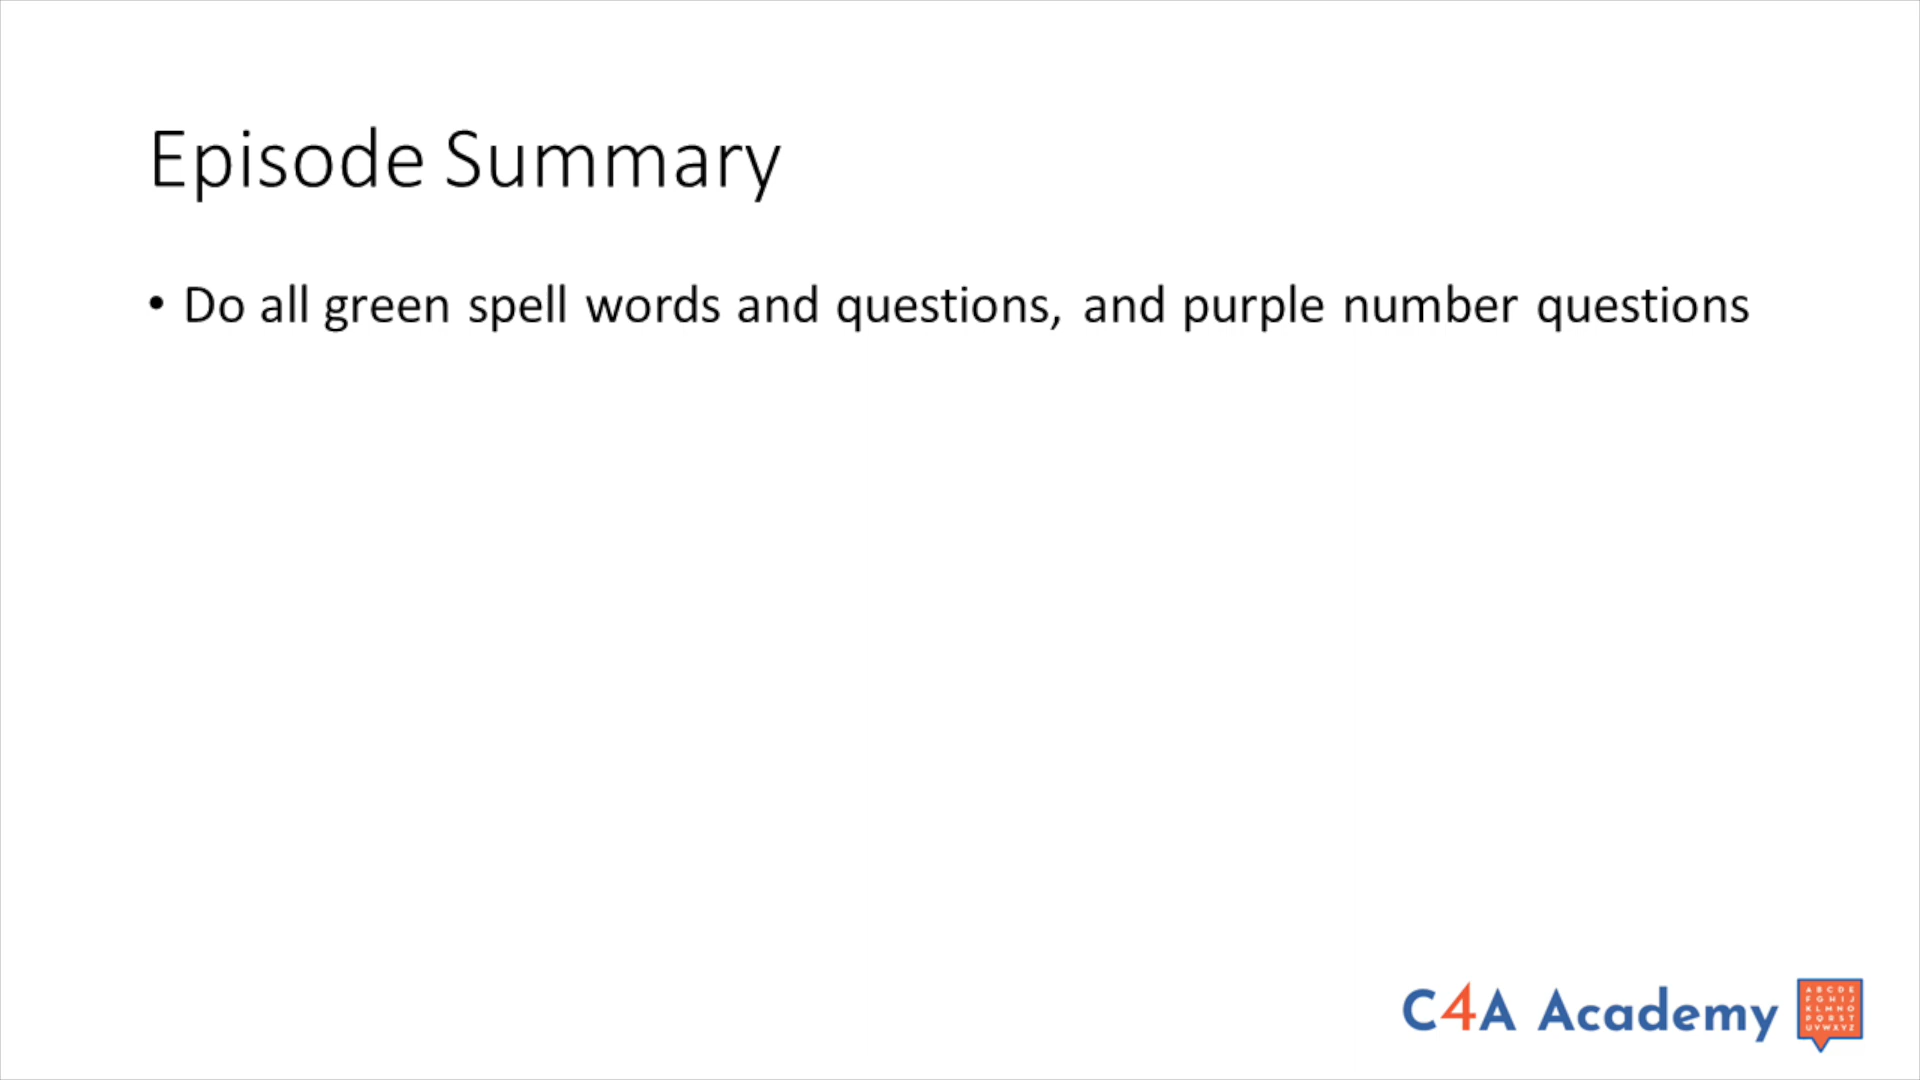 Episode Summary
• Do all green spell words and questions, and purple number questions
C4A Academy
A B C D E
F G H I J
K L M N O
P Q R S T
U V W X Y Z